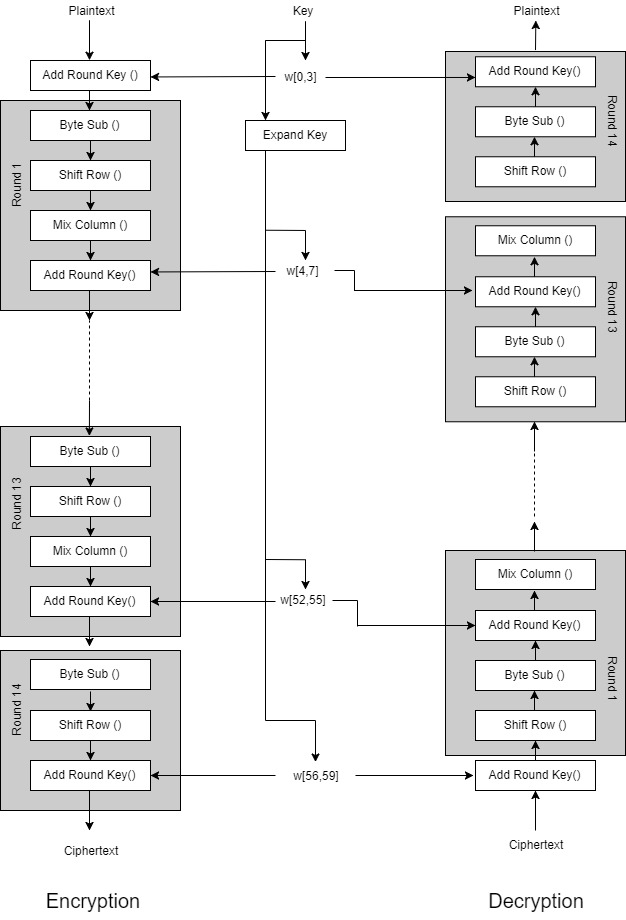 Plaintext
Key
Plaintext
Add Round Key ()
w[0,3]
Add Round Key()
Round 1
Byte Sub ()
Shift Row ()
Mix Column ()
Add Round Key()
Expand Key
Byte Sub ()
Shift Row ()
Round 14
w[4,7]
Mix Column ()
Add Round Key()
Byte Sub ()
Shift Row ()
Round 13
Round 13
Byte Sub ()
Shift Row ()
Mix Column ()
Add Round Key()
w[52,55]
Mix Column ()
Add Round Key()
Byte Sub ()
Shift Row ()
Round 1
Round 14
Byte Sub ()
Shift Row ()
Add Round Key()
w[56,59]
Add Round Key()
Ciphertext
Ciphertext
Encryption
Decryption